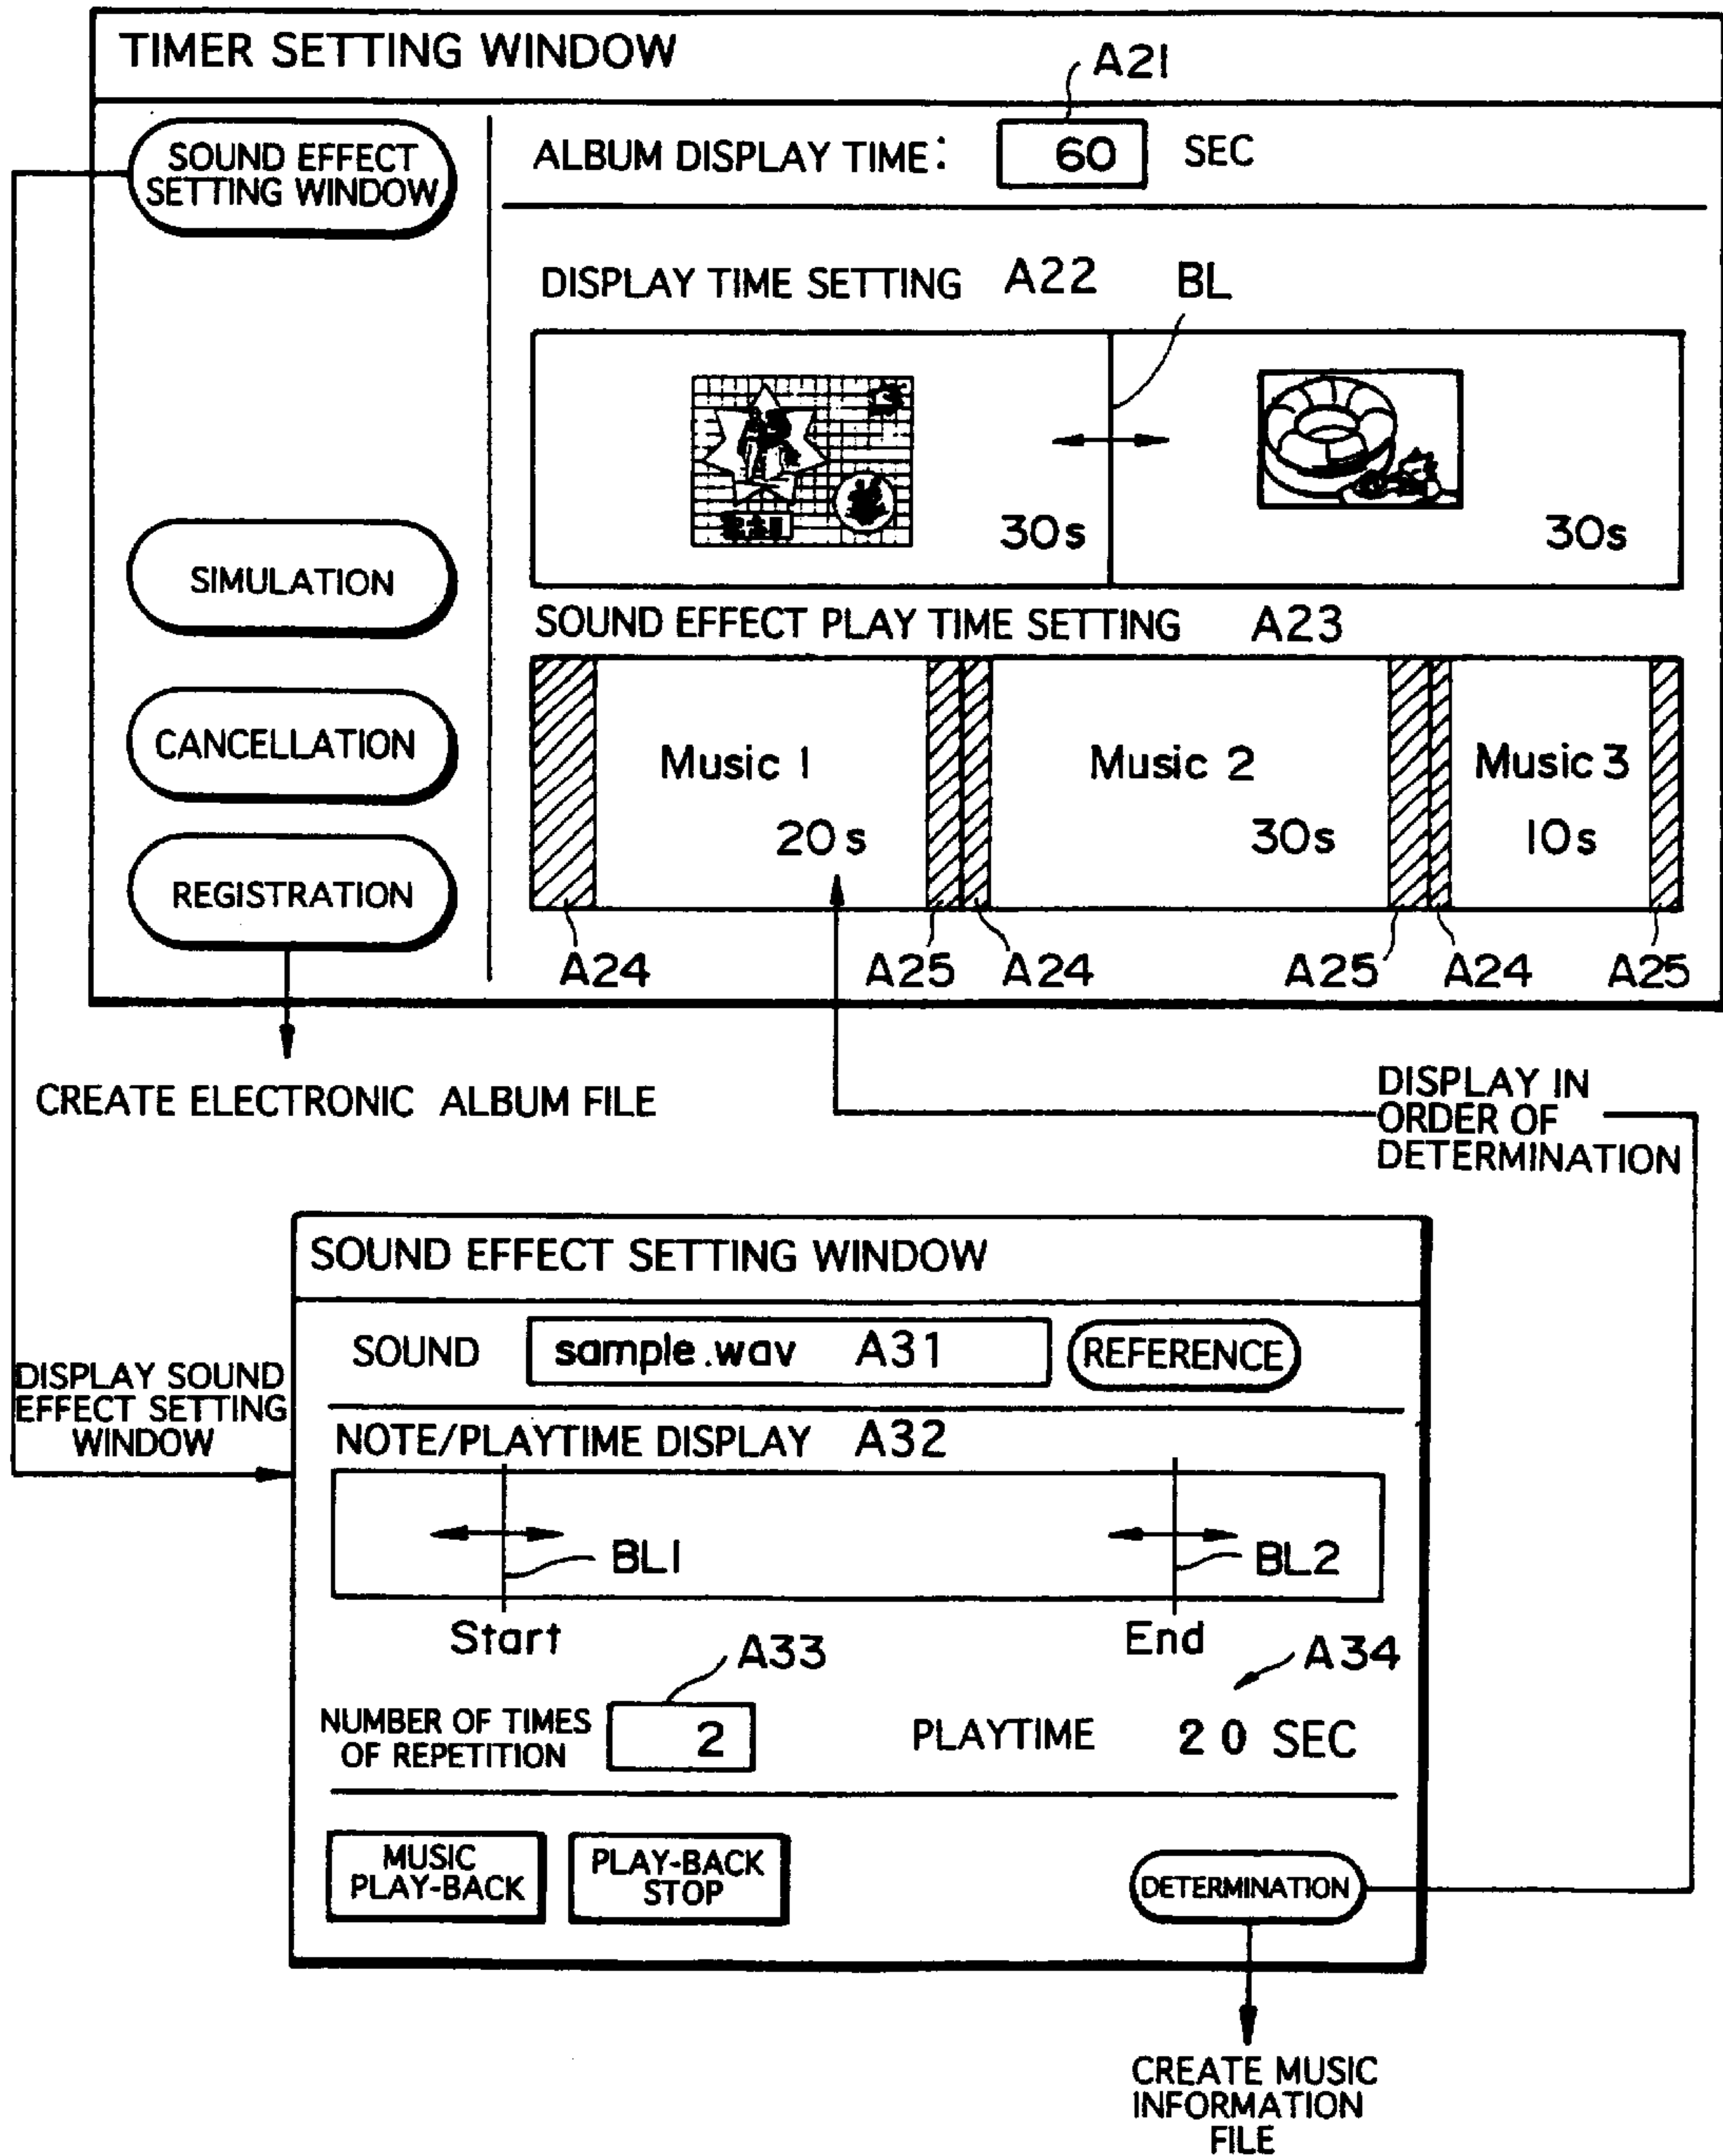 TIMER SETTING WINDOW
A21
SOUND EFFECT
SETTING WINDOW
ALBUM DISPLAY TIME: 60 SEC
DISPLAY TIME SETTING A22 BL
30s 30s
SIMULATION
SOUND EFFECT PLAY TIME SETTING A23
CANCELLATION
Music 1 Music 2 Music 3
20s 30s 10s
REGISTRATION
A24 A25 A24 A25 A24 A25
CREATE ELECTRONIC ALBUM FILE
DISPLAY IN
ORDER OF
DETERMINATION
SOUND EFFECT SETTING WINDOW
SOUND sample.wav A31 REFERENCE
DISPLAY SOUND
EFFECT SETTING
WINDOW
NOTE/PLAYTIME DISPLAY A32
BL1 BL2
Start End
A33 A34
NUMBER OF TIMES
OF REPETITION
2
PLAYTIME 20 SEC
MUSIC
PLAY-BACK
PLAY-BACK
STOP
DETERMINATION
CREATE MUSIC
INFORMATION
FILE